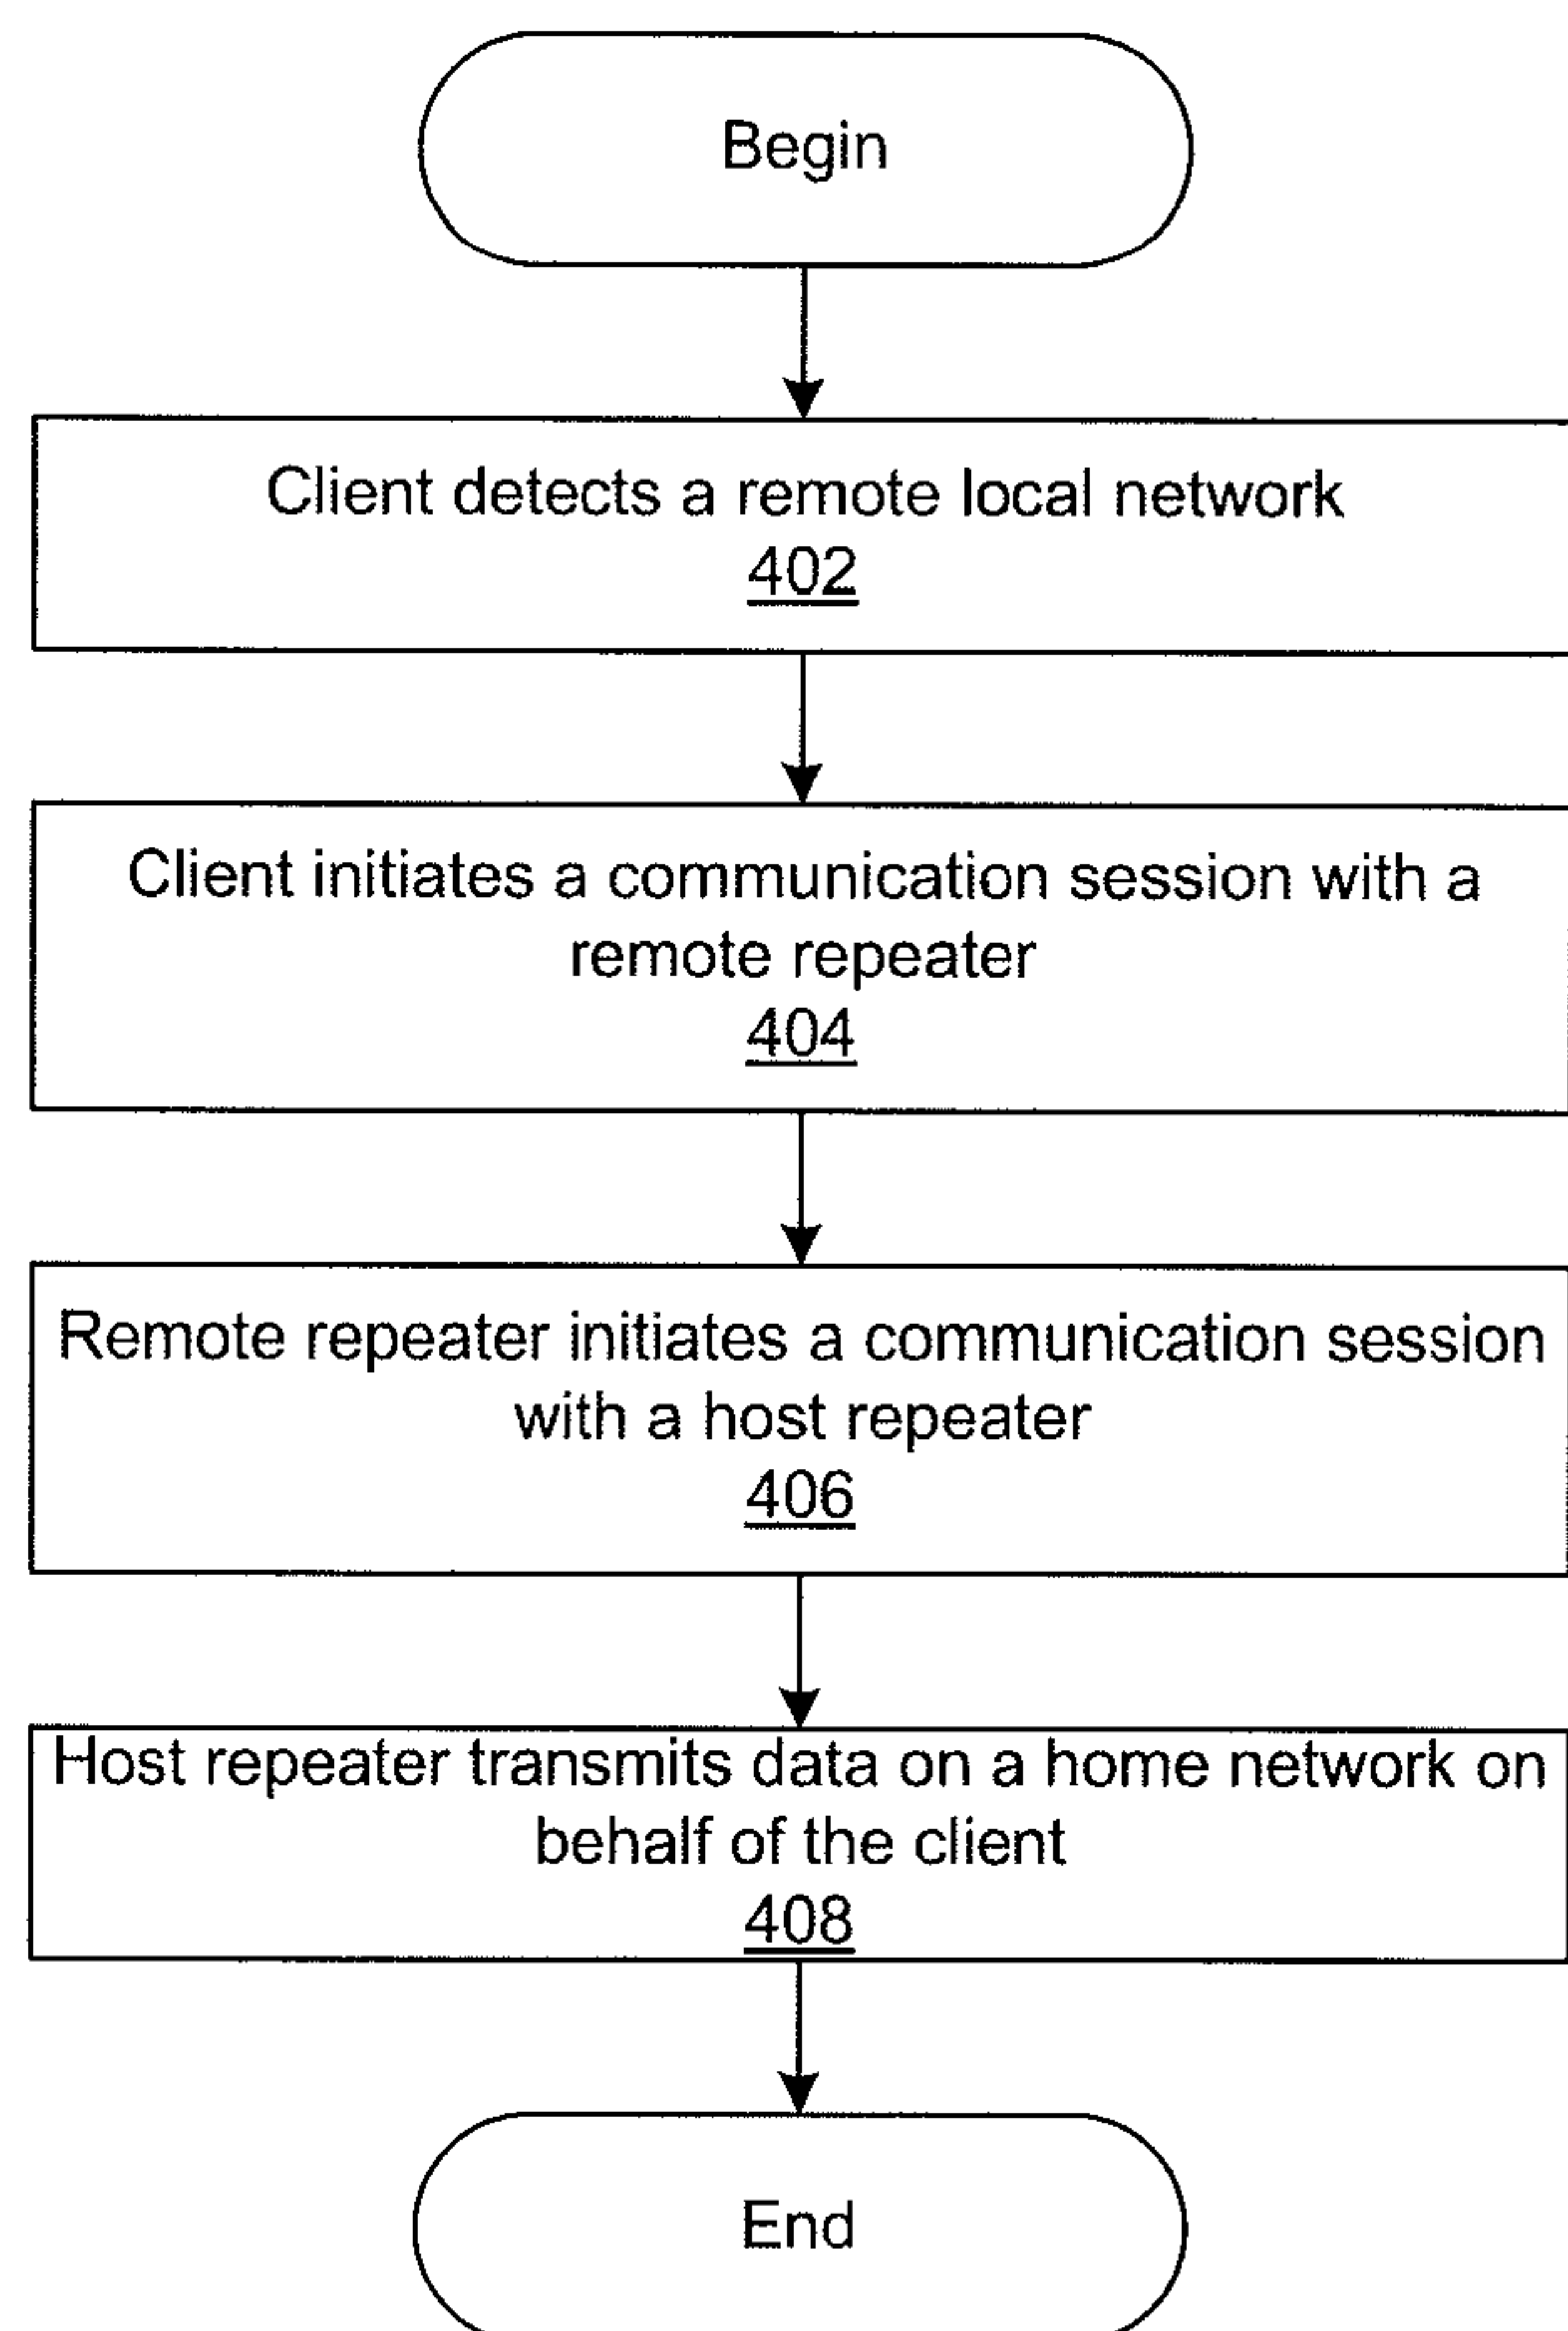 Begin
Client detects a remote local network
402
Client initiates a communication session with a
remote repeater
404
Remote repeater initiates a communication session
with a host repeater
406
Host repeater transmits data on a home network on
behalf of the client
408
End